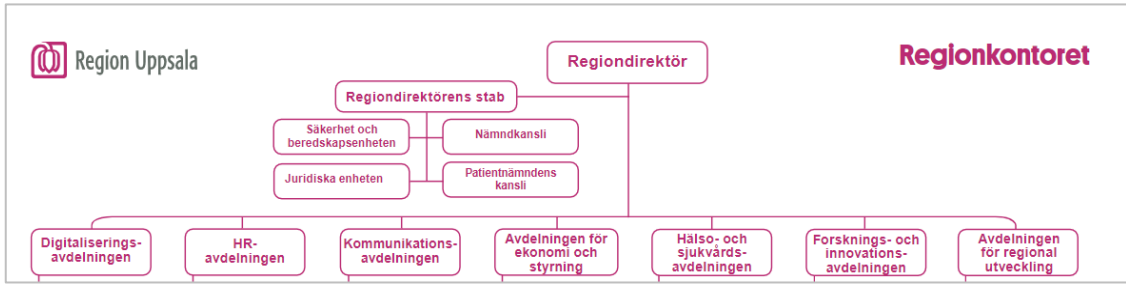 Region Uppsala
Regiondirektör
Regionkontoret
Regiondirektörens stab
Säkerhet och
beredskapsenheten
Nämndkansli
Juridiska enheten
Patientnämndens
kansli
Digitaliserings-
avdelningen
HR-
avdelningen
Kommunikations-
avdelningen
Avdelningen för
ekonomi och
styrning
Hälso- och
sjukvårds-
avdelningen
Forsknings- och
innovations-
avdelningen
Avdelningen
för regional
utveckling